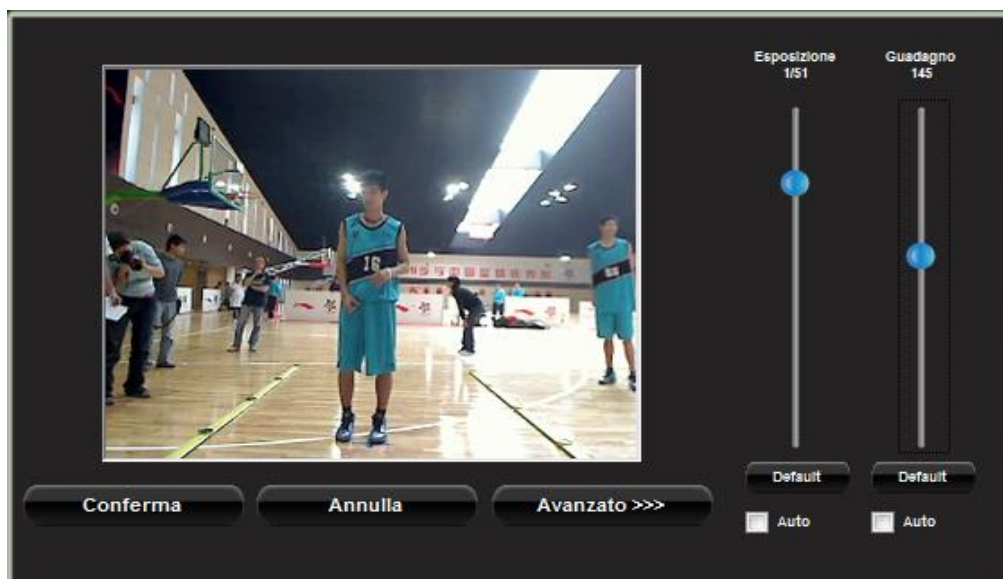 Esposizione
1/51
Guadagno
145
16
Default
Default
Conferma
Annulla
Avanzato >>>
Auto
Auto